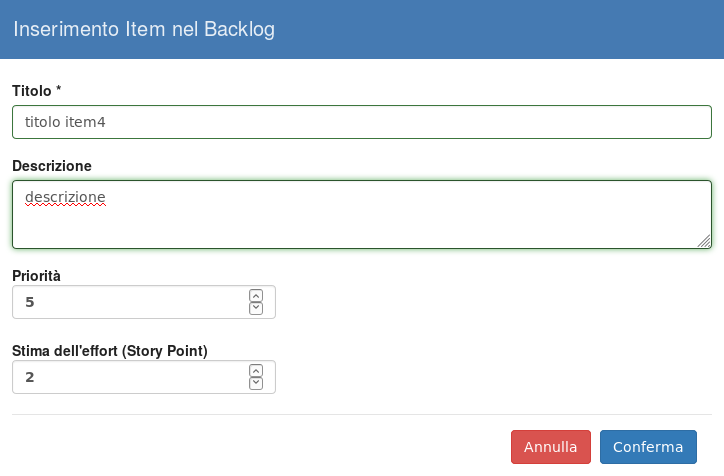 Inserimento Item nel Backlog
Titolo *
titolo item4
Descrizione
descrizione
Priorità
5
Stima dell'effort (Story Point)
2
Annulla Conferma